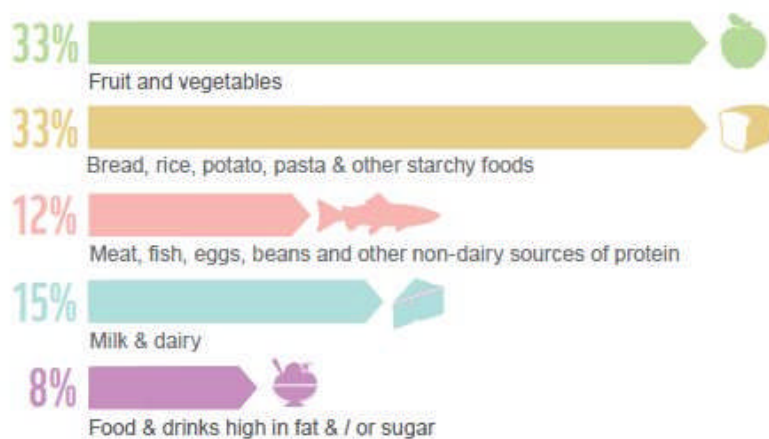 33%
Fruit and vegetables
33%
Bread, rice, potato, pasta & other starchy foods
12%
Meat, fish, eggs, beans and other non-dairy sources of protein
15%
Milk & dairy
8%
Food & drinks high in fat & / or sugar